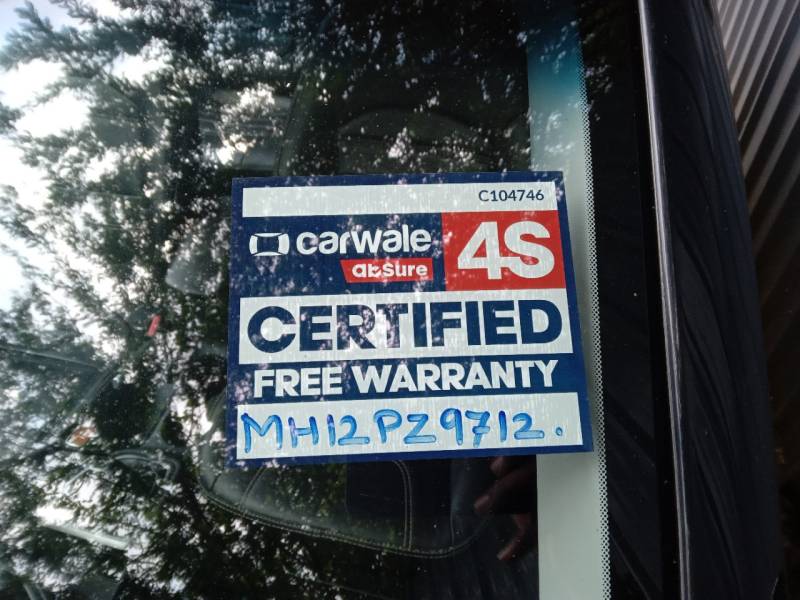 C104746
carwale 4S
absure
CERTIFIED
FREE WARRANTY
MH12PZ9712.